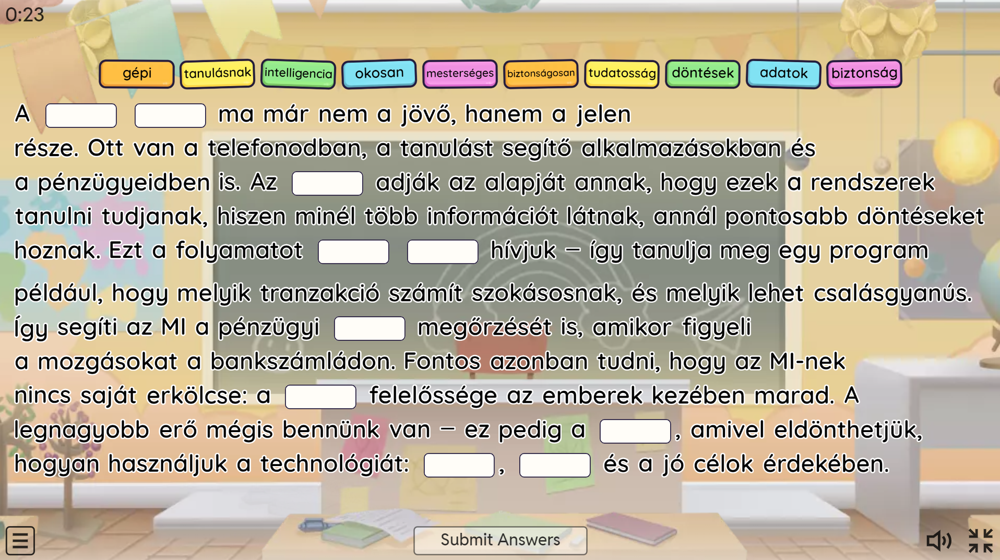 0:23
gépi tanulásnak intelligencia okosan mesterséges biztonságosan tudatosság döntések adatok biztonság
A ma már nem a jövő, hanem a jelen
része. Ott van a telefonodban, a tanulást segítő alkalmazásokban és
a pénzügyeidben is. Az adják az alapját annak, hogy ezek a rendszerek
tanulni tudjanak, hiszen minél több információt látnak, annál pontosabb döntéseket
hoznak. Ezt a folyamatot hívjuk – így tanulja meg egy program
például, hogy melyik tranzakció számít szokásosnak, és melyik lehet csalásgyanús.
Így segíti az MI a pénzügyi megőrzését is, amikor figyeli
a mozgásokat a bankszámládon. Fontos azonban tudni, hogy az MI-nek
nincs saját erkölcse: a felelőssége az emberek kezében marad. A
legnagyobb erő mégis bennünk van – ez pedig a , amivel eldönthetjük,
hogyan használjuk a technológiát: , és a jó célok érdekében.
Submit Answers